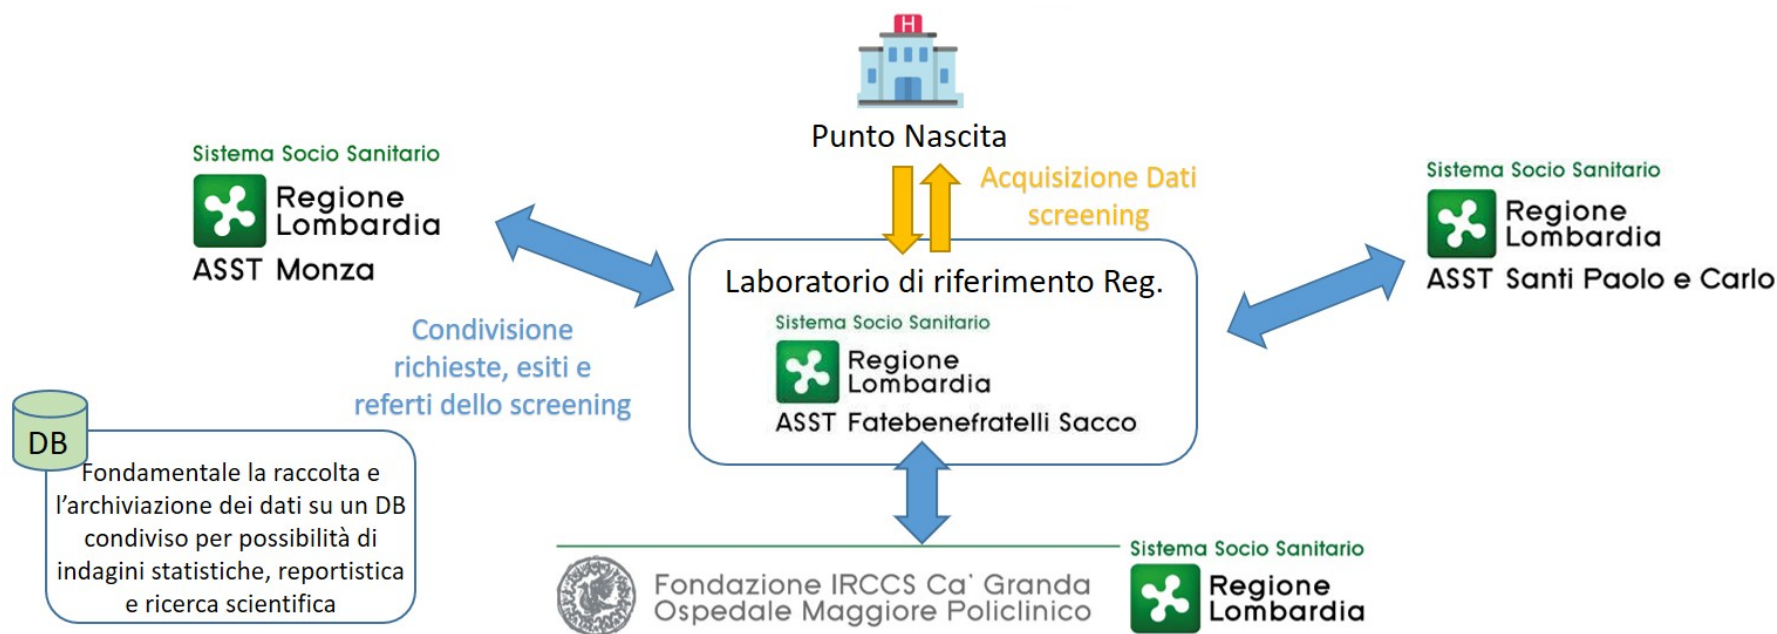 H
Punto Nascita
Acquisizione Dati
screening
Sistema Socio Sanitario
Regione
Lombardia
ASST Monza
Sistema Socio Sanitario
Regione
Lombardia
ASST Santi Paolo e Carlo
Laboratorio di riferimento Reg.
Sistema Socio Sanitario
Regione
Lombardia
ASST Fatebenefratelli Sacco
Condivisione
richieste, esiti e
referti dello screening
DB
Fondamentale la raccolta e
l'archiviazione dei dati su un DB
condiviso per possibilità di
indagini statistiche, reportistica
e ricerca scientifica
Fondazione IRCCS Ca' Granda
Ospedale Maggiore Policlinico
Sistema Socio Sanitario
Regione
Lombardia